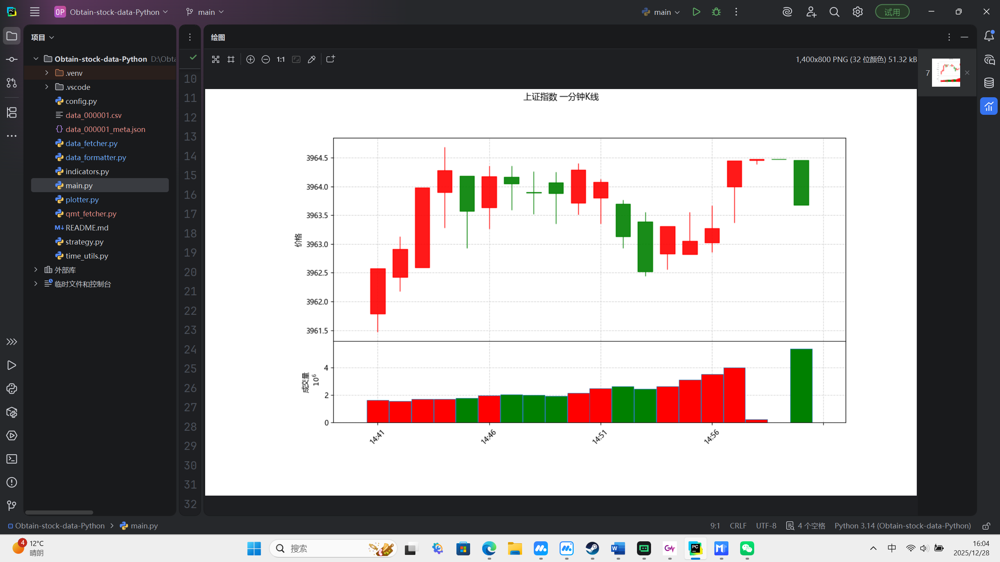 PC
OP Obtain-stock-data-Python
main
main
试用
项目
绘图
Obtain-stock-data-Python D:\Obta
.venv
.vscode
config.py
data_000001.csv
data_000001_meta.json
data_fetcher.py
data_formatter.py
indicators.py
main.py
plotter.py
qmt_fetcher.py
M↓ README.md
strategy.py
time_utils.py
外部库
临时文件和控制台
10
11
12
13
14
15
16
17
18
19
20
21
22
23
24
25
26
27
28
29
30
31
32
1:1
1,400x800 PNG (32 位颜色) 51.32 kB
7
上证指数 一分钟K线
价格
3964.5
3964.0
3963.5
3963.0
3962.5
3962.0
3961.5
成交量
10⁶
4
2
0
14:41
14:46
14:51
14:56
Obtain-stock-data-Python
main.py
9:1
CRLF
UTF-8
4 个空格
Python 3.14 (Obtain-stock-data-Python)
4
12°C
晴朗
搜索
W
PC
中
16:04
2025/12/28